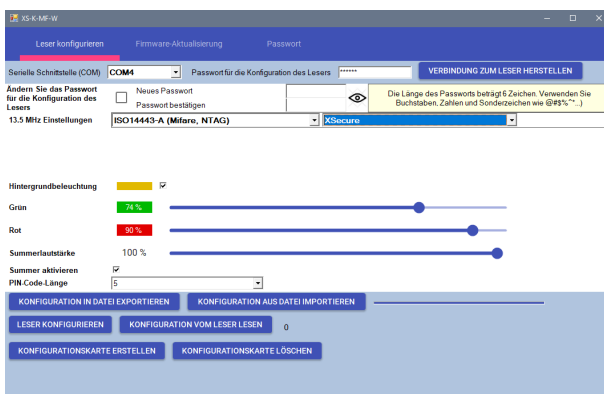 XS-K-MF-W
Leser konfigurieren Firmware-Aktualisierung Passwort
Serielle Schnittstelle (COM) COM4 Passwort für die Konfiguration des Lesers ****** VERBINDUNG ZUM LESER HERSTELLEN
Ändern Sie das Passwort für die Konfiguration des Lesers
Neues Passwort
Passwort bestätigen
Die Länge des Passworts beträgt 6 Zeichen. Verwenden Sie
Buchstaben, Zahlen und Sonderzeichen wie @#$%^*...)
13.5 MHz Einstellungen ISO14443-A (Mifare, NTAG) XSecure
Hintergrundbeleuchtung
Grün 74 %
Rot 90 %
Summerlautstärke 100 %
Summer aktivieren
PIN-Code-Länge 5
KONFIGURATION IN DATEI EXPORTIEREN KONFIGURATION AUS DATEI IMPORTIEREN
LESER KONFIGURIEREN KONFIGURATION VOM LESER LESEN 0
KONFIGURATIONSKARTE ERSTELLEN KONFIGURATIONSKARTE LÖSCHEN